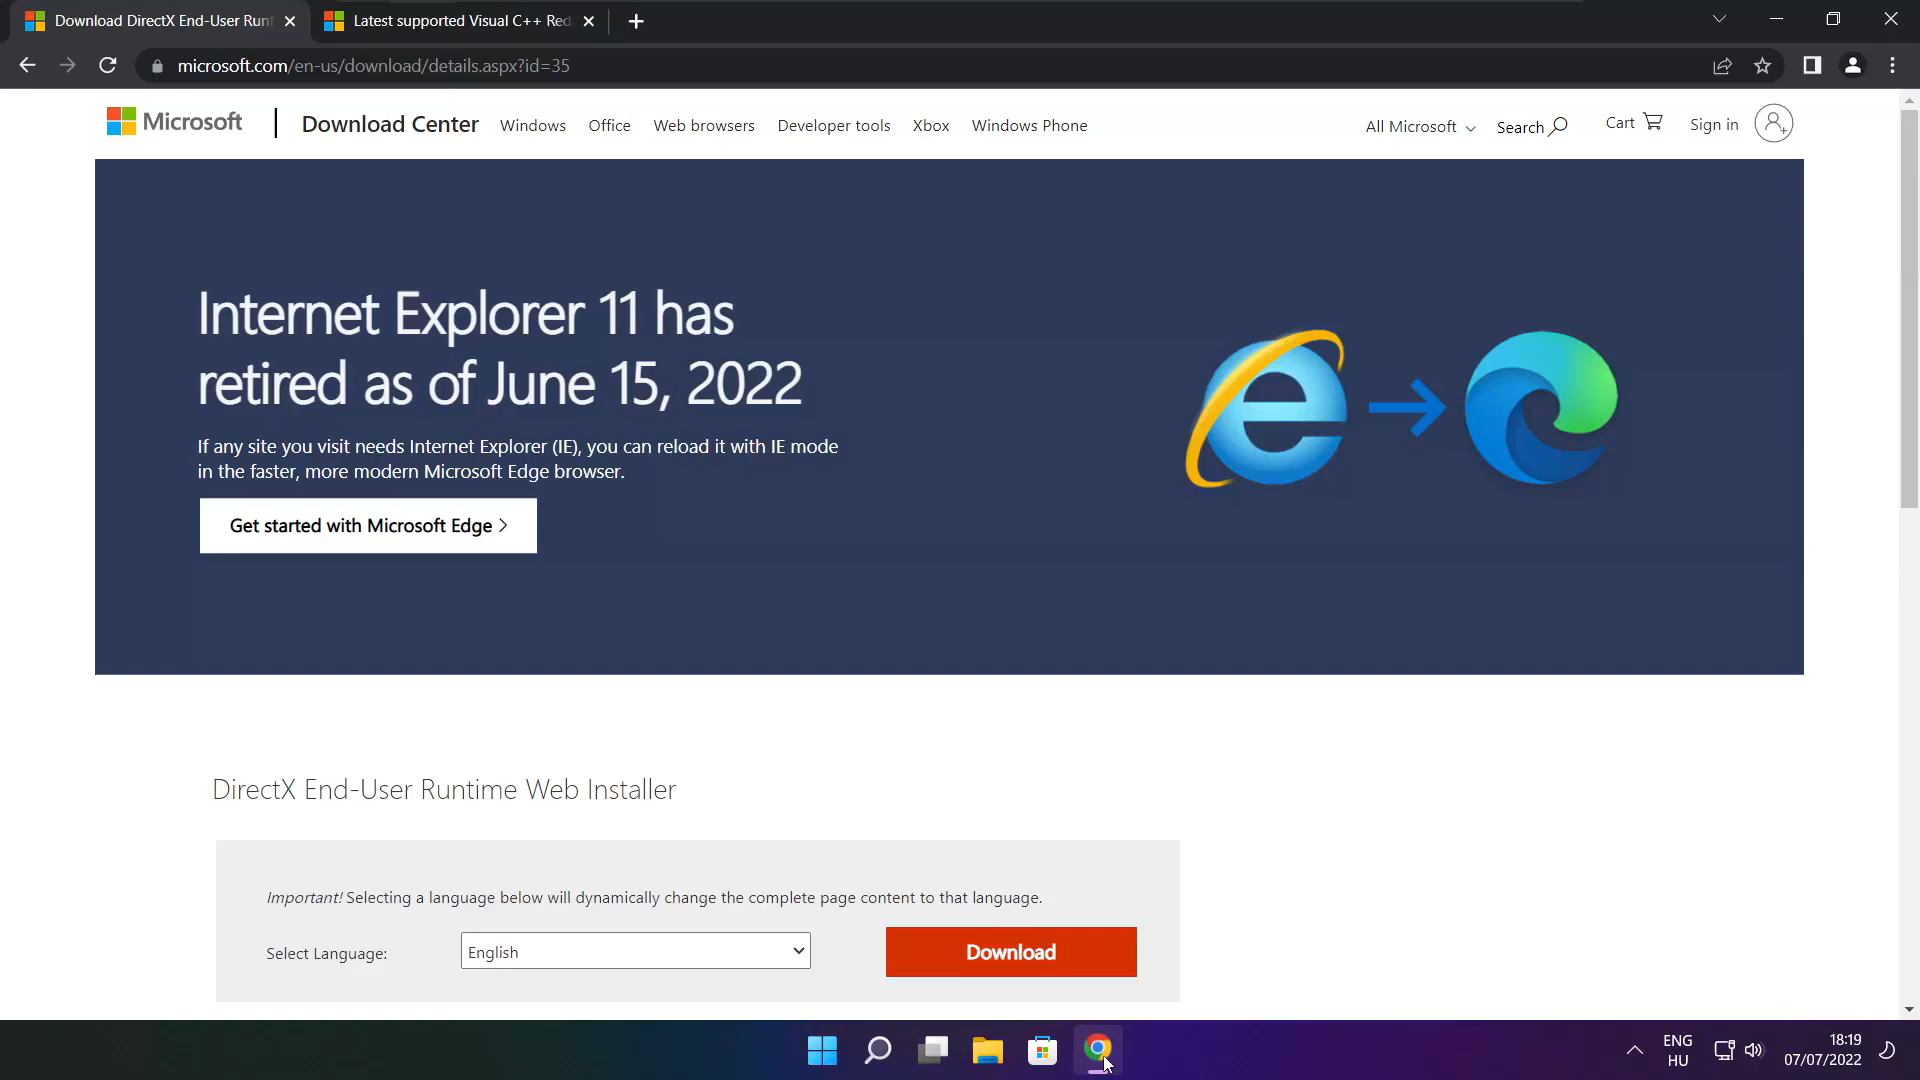 Download DirectX End-User Runt
Latest supported Visual C++ Red
microsoft.com/en-us/download/details.aspx?id=35
Microsoft
Download Center
Windows
Office
Web browsers
Developer tools
Xbox
Windows Phone
All Microsoft
Search
Cart
Sign in
Internet Explorer 11 has
retired as of June 15, 2022
If any site you visit needs Internet Explorer (IE), you can reload it with IE mode
in the faster, more modern Microsoft Edge browser.
Get started with Microsoft Edge >
DirectX End-User Runtime Web Installer
Important! Selecting a language below will dynamically change the complete page content to that language.
Select Language:
English
Download
ENG
HU
18:19
07/07/2022